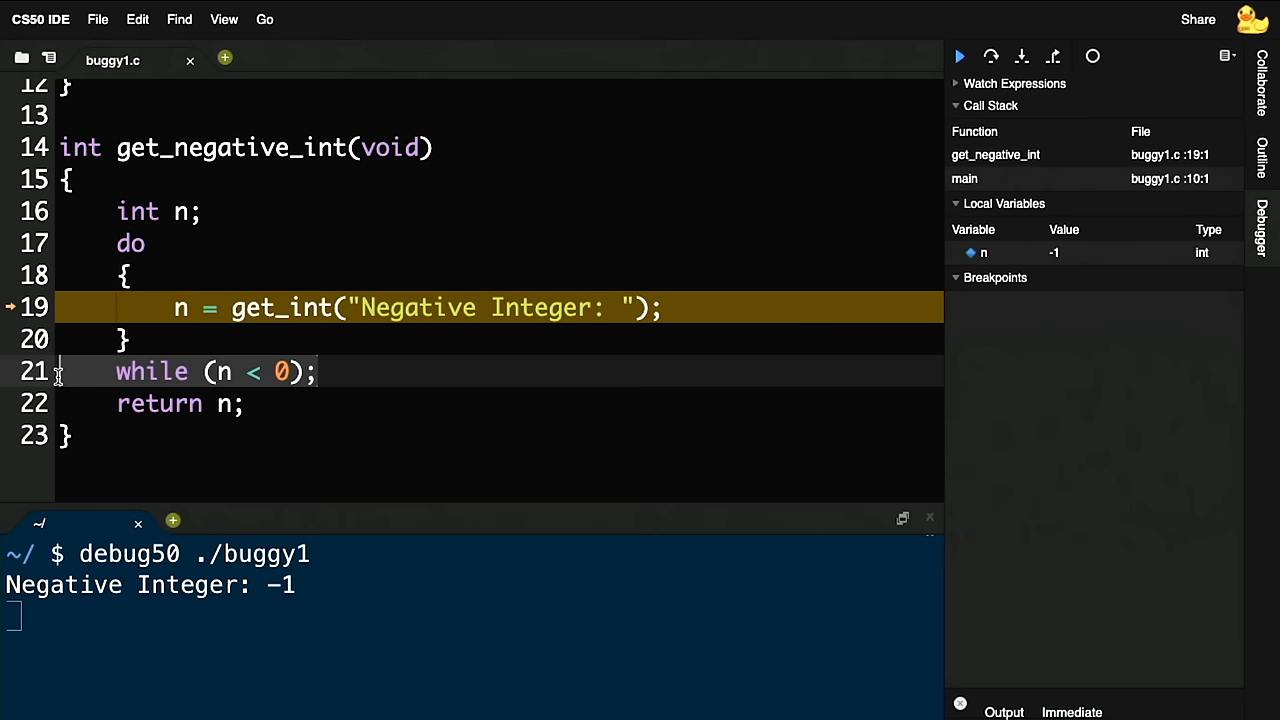 CS50 IDE File Edit Find View Go Share
buggy1.c
12 }
13
14 int get_negative_int(void)
15 {
16 int n;
17 do
18 {
19 n = get_int("Negative Integer: ");
20 }
21 while (n < 0);
22 return n;
23 }
~/
~/ $ debug50 ./buggy1
Negative Integer: -1
Watch Expressions
Call Stack
Function File
get_negative_int buggy1.c :19:1
main buggy1.c :10:1
Local Variables
Variable Value Type
n -1 int
Breakpoints
Output Immediate
Collaborate
Outline
Debugger